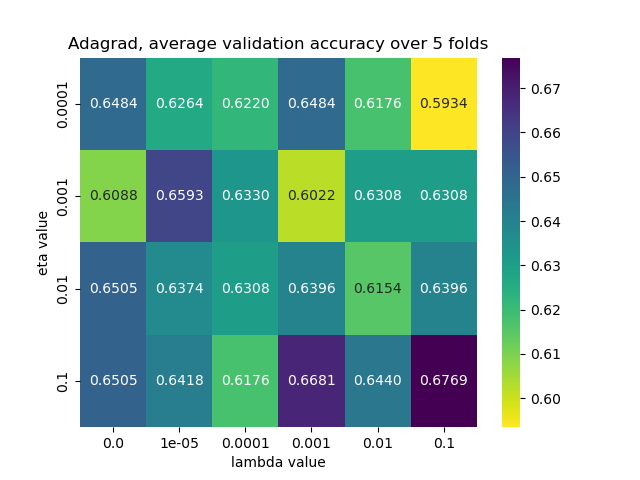 Adagrad, average validation accuracy over 5 folds
0.0001 0.6484 0.6264 0.6220 0.6484 0.6176 0.5934
0.001 0.6088 0.6593 0.6330 0.6022 0.6308 0.6308
0.01 0.6505 0.6374 0.6308 0.6396 0.6154 0.6396
0.1 0.6505 0.6418 0.6176 0.6681 0.6440 0.6769
eta value
0.0 1e-05 0.0001 0.001 0.01 0.1
lambda value
0.67
0.66
0.65
0.64
0.63
0.62
0.61
0.60